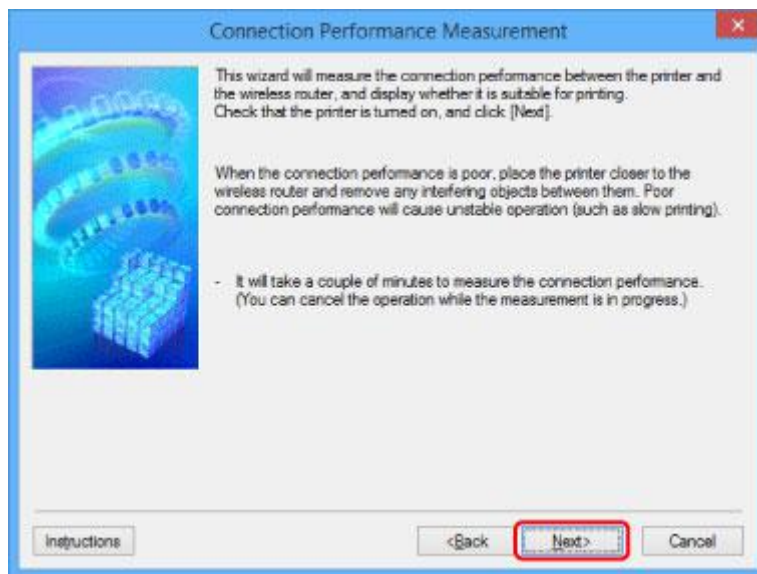 Connection Performance Measurement
This wizard will measure the connection performance between the printer and
the wireless router, and display whether it is suitable for printing.
Check that the printer is turned on, and click [Next].
When the connection performance is poor, place the printer closer to the
wireless router and remove any interfering objects between them. Poor
connection performance will cause unstable operation (such as slow printing).
- It will take a couple of minutes to measure the connection performance.
(You can cancel the operation while the measurement is in progress.)
Instructions <Back Next> Cancel